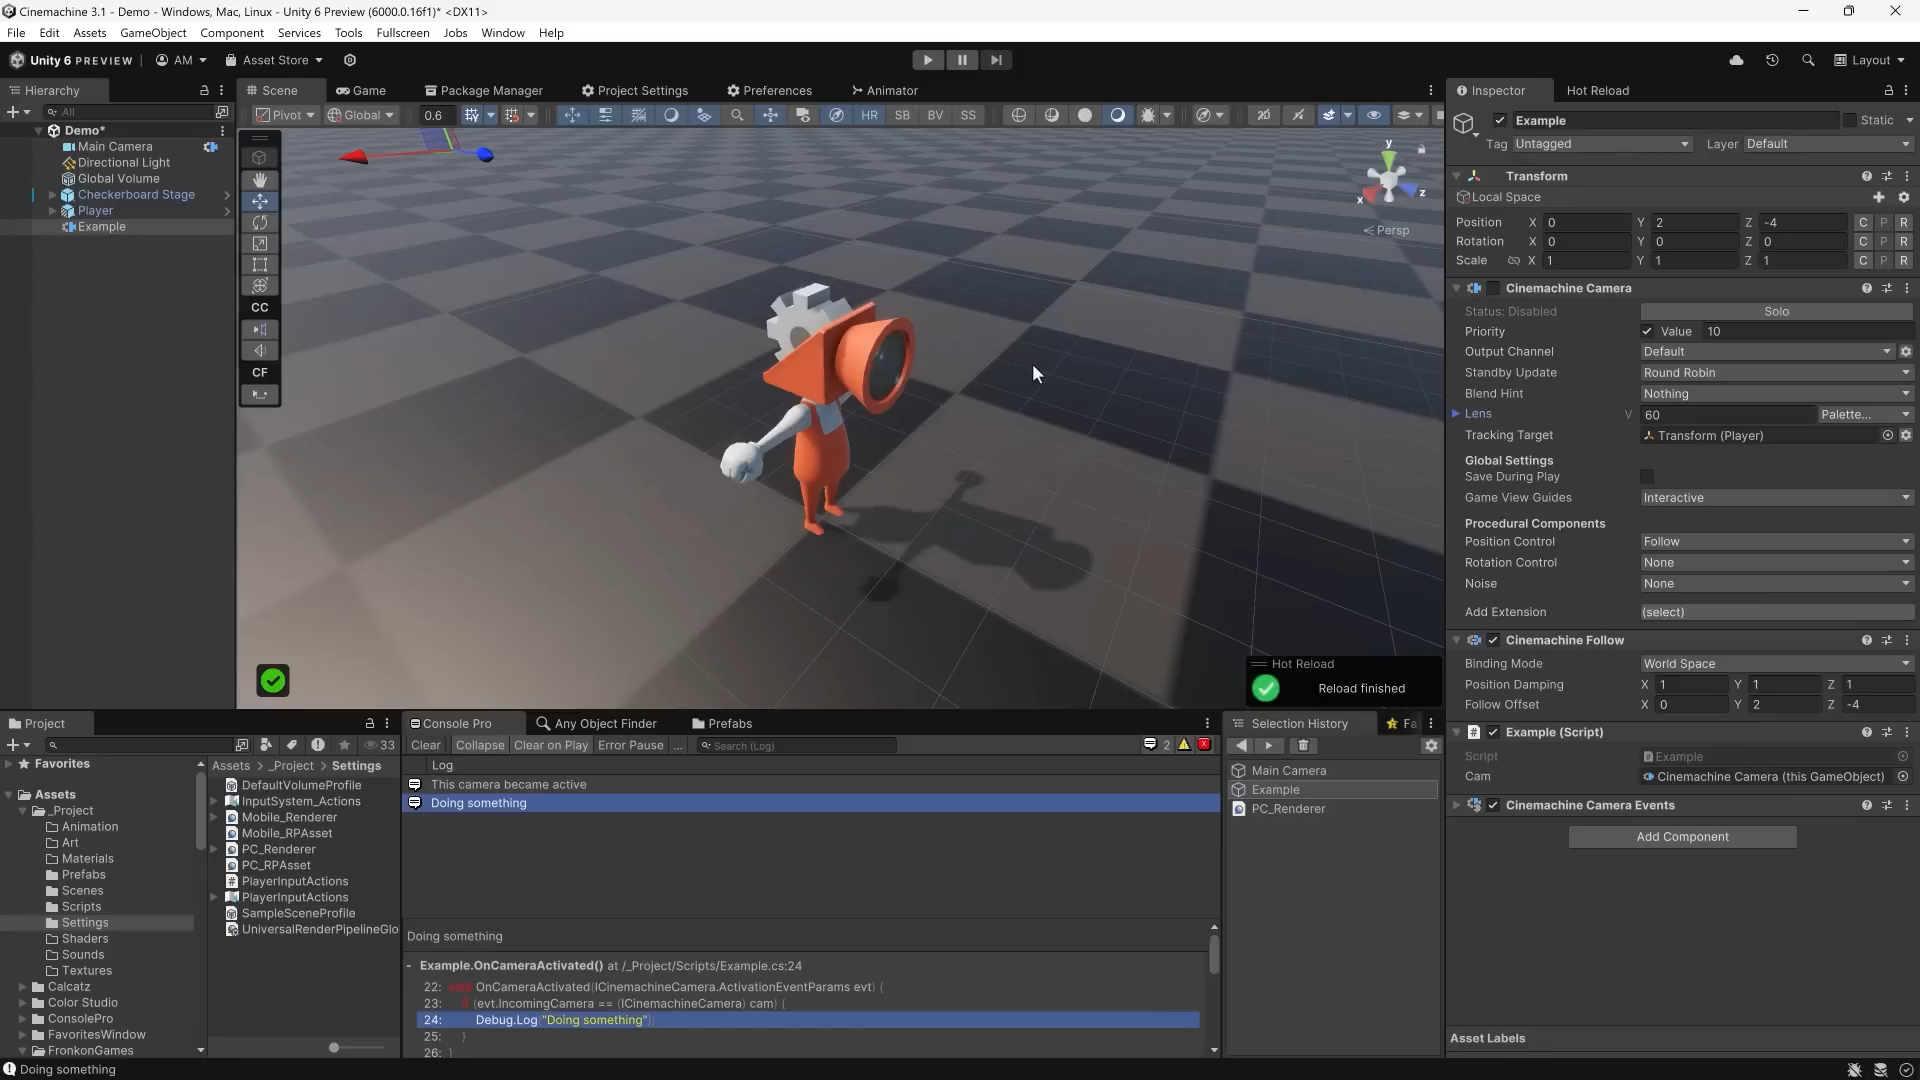 Cinemachine 3.1 - Demo - Windows, Mac, Linux - Unity 6 Preview (6000.0.16f1)* <DX11>
File Edit Assets GameObject Component Services Tools Fullscreen Jobs Window Help
Unity 6 PREVIEW AM Asset Store Layout
Hierarchy
All
Demo*
Main Camera
Directional Light
Global Volume
Checkerboard Stage
Player
Example
Scene Game Package Manager Project Settings Preferences Animator
Pivot Global 0.6 HR SB BV SS
CC
CF
y
x
z
Persp
Hot Reload
Reload finished
Inspector Hot Reload
Example Static
Tag Untagged Layer Default
Transform
Local Space
Position X 0 Y 2 Z -4 C P R
Rotation X 0 Y 0 Z 0 C P R
Scale X 1 Y 1 Z 1 C P R
Cinemachine Camera
Status: Disabled Solo
Priority Value 10
Output Channel Default
Standby Update Round Robin
Blend Hint Nothing
Lens V 60 Palette...
Tracking Target Transform (Player)
Global Settings
Save During Play
Game View Guides Interactive
Procedural Components
Position Control Follow
Rotation Control None
Noise None
Add Extension (select)
Cinemachine Follow
Binding Mode World Space
Position Damping X 1 Y 1 Z 1
Follow Offset X 0 Y 2 Z -4
Example (Script)
Script Example
Cam Cinemachine Camera (this GameObject)
Cinemachine Camera Events
Add Component
Asset Labels
Project
33
Favorites
Assets
_Project
Animation
Art
Materials
Prefabs
Scenes
Scripts
Settings
Shaders
Sounds
Textures
Calcatz
Color Studio
ConsolePro
FavoritesWindow
FronkonGames
Assets > _Project > Settings
DefaultVolumeProfile
InputSystem_Actions
Mobile_Renderer
Mobile_RPAsset
PC_Renderer
PC_RPAsset
PlayerInputActions
PlayerInputActions
SampleSceneProfile
UniversalRenderPipelineGlo
Console Pro Any Object Finder Prefabs
Clear Collapse Clear on Play Error Pause ... Search (Log) 2
Log
This camera became active
Doing something
Doing something
- Example.OnCameraActivated() at /_Project/Scripts/Example.cs:24
22: void OnCameraActivated(ICinemachineCamera.ActivationEventParams evt) {
23: if (evt.IncomingCamera == (ICinemachineCamera) cam) {
24: Debug.Log("Doing something")
25: }
26: }
Selection History Fa
Main Camera
Example
PC_Renderer
Doing something